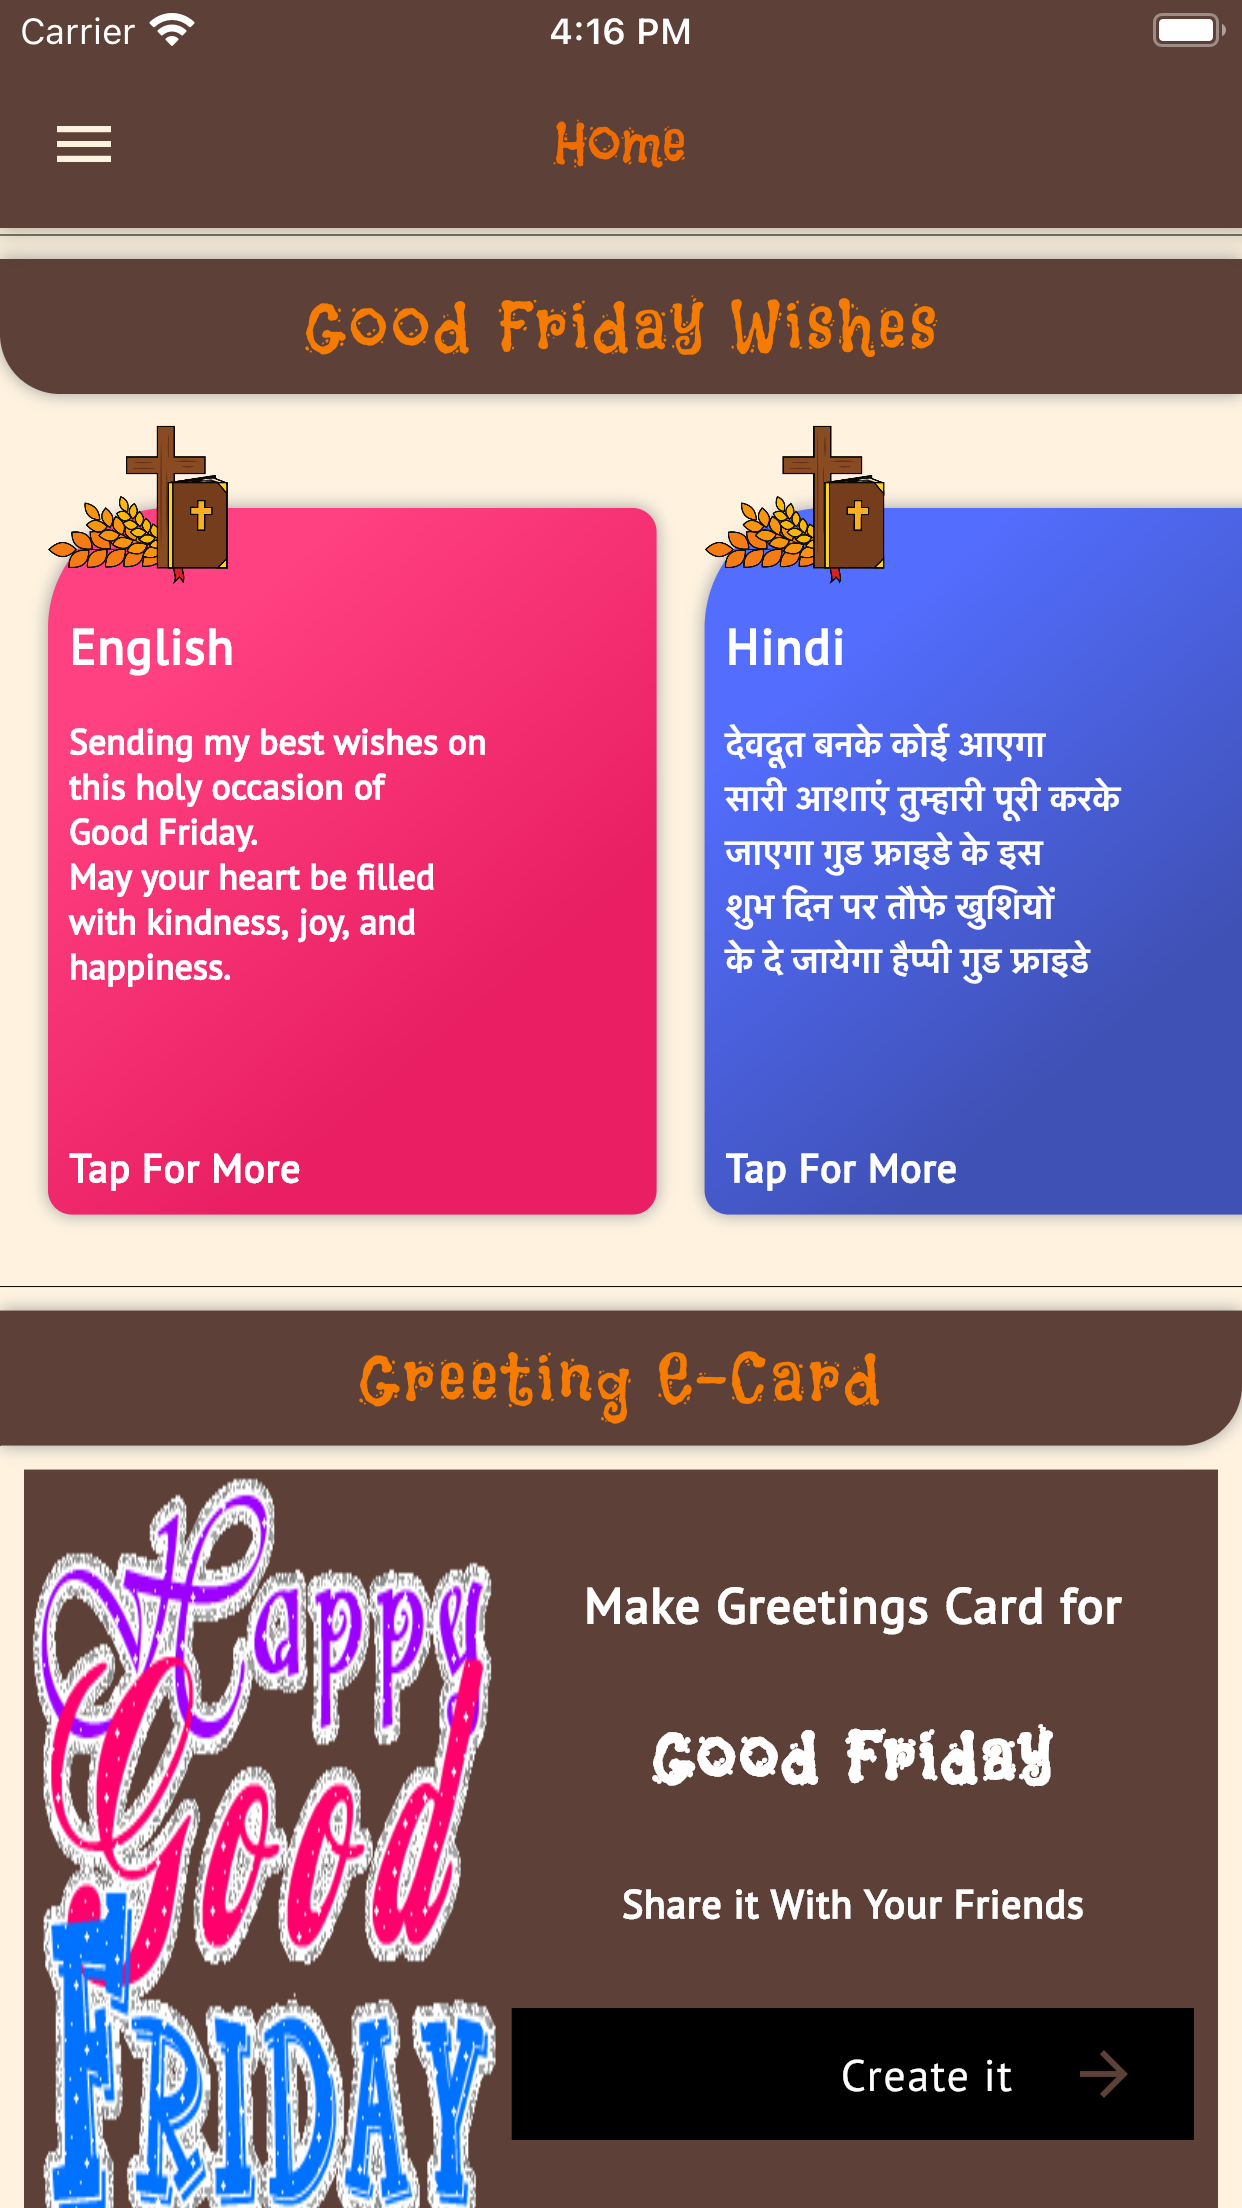 Carrier 4:16 PM
Home
Good Friday Wishes
English
Sending my best wishes on
this holy occasion of
Good Friday.
May your heart be filled
with kindness, joy, and
happiness.
Tap For More
Hindi
देवदूत बनके कोई आएगा
सारी आशाएं तुम्हारी पूरी करके
जाएगा गुड फ्राइडे के इस
शुभ दिन पर तौफे खुशियों
के दे जायेगा हैप्पी गुड फ्राइडे
Tap For More
Greeting E-Card
Happy
Good
FRIDAY
Make Greetings Card for
Good Friday
Share it With Your Friends
Create it